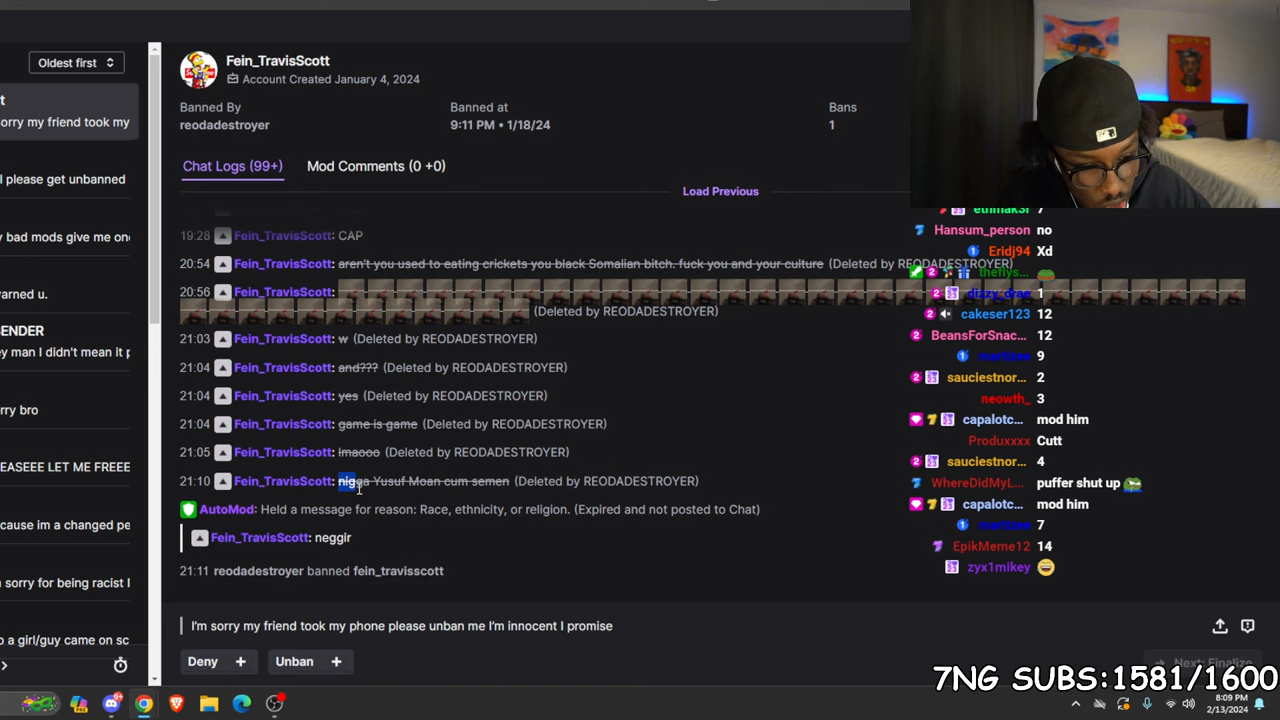 Oldest first
Fein_TravisScott
Account Created January 4, 2024
t
orry my friend took my
Banned By
Banned at
Bans
reodadestroyer
9:11 PM • 1/18/24
1
Chat Logs (99+)
Mod Comments (0 +0)
I please get unbanned
Load Previous
19:28 Fein_TravisScott: CAP
y bad mods give me on
20:54 Fein_TravisScott: aren't you used to eating crickets you black Somalian bitch. fuck you and your culture (Deleted by REODADESTROYER)
20:56 Fein_TravisScott:
(Deleted by REODADESTROYER)
arned u.
SENDER
ey man I didn't mean it p
21:03 Fein_TravisScott: w (Deleted by REODADESTROYER)
21:04 Fein_TravisScott: and??? (Deleted by REODADESTROYER)
21:04 Fein_TravisScott: yes (Deleted by REODADESTROYER)
rry bro
21:04 Fein_TravisScott: game is game (Deleted by REODADESTROYER)
21:05 Fein_TravisScott: lmaooo (Deleted by REODADESTROYER)
EASEEE LET ME FREEE
21:10 Fein_TravisScott: nigga Yusuf Moan cum semen (Deleted by REODADESTROYER)
AutoMod: Held a message for reason: Race, ethnicity, or religion. (Expired and not posted to Chat)
cause im a changed pe
Fein_TravisScott: neggir
21:11 reodadestroyer banned fein_travisscott
sorry for being racist I
I'm sorry my friend took my phone please unban me I'm innocent I promise
o a girl/guy came on sc
Deny +
Unban +
Next: Finalize
ethmak3r 7
Hansum_person no
Eridj94 Xd
theflys...
dizzy_drae 1
cakeser123 12
BeansForSnac... 12
9
sauciestnor... 2
neowth_ 3
capalotc... mod him
Produxxxx Cutt
sauciestnor... 4
WhereDidMyL... puffer shut up
capalotc... mod him
7
EpikMeme12 14
zyx1mikey
7NG SUBS:1581/1600
8:09 PM
2/13/2024